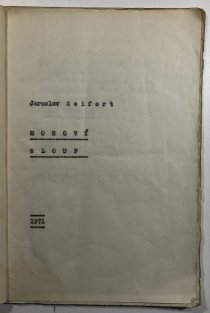 Jaroslav Seifert
MOROVÝ
SLOUP
1971